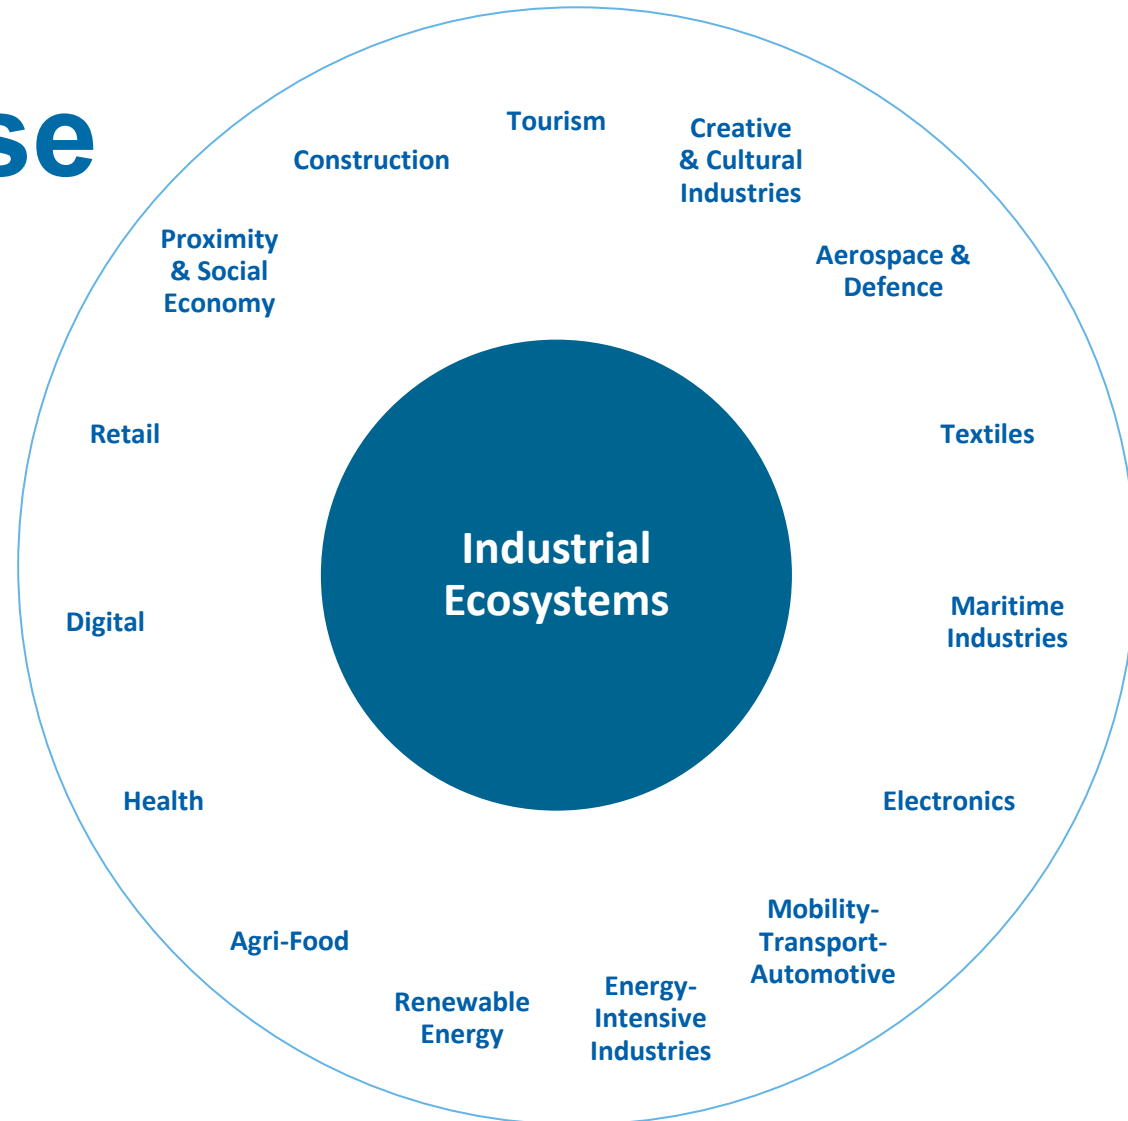 se
Tourism
Creative
& Cultural
Industries
Construction
Proximity
& Social
Economy
Aerospace &
Defence
Retail
Textiles
Industrial
Ecosystems
Digital
Maritime
Industries
Health
Electronics
Agri-Food
Mobility-
Transport-
Automotive
Renewable
Energy
Energy-
Intensive
Industries